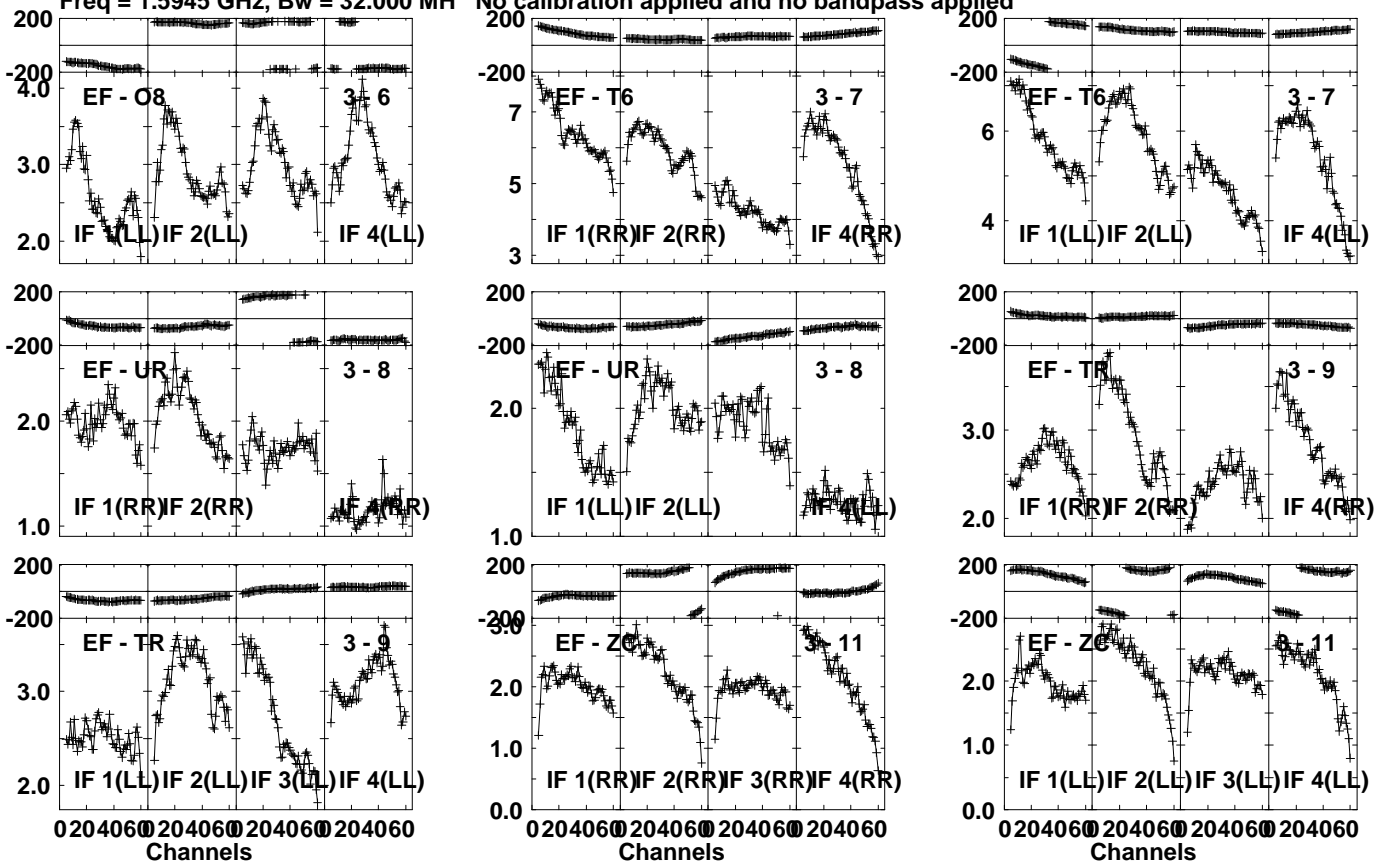 Freq = 1.5945 GHz, Bw = 32.000 MH No calibration applied and no bandpass applied
200
-200
4.0
3.0
2.0
EF - O8
3 - 6
IF 1(LL)
IF 2(LL)
IF 4(LL)
200
-200
7
5
3
EF - T6
3 - 7
IF 1(RR)
IF 2(RR)
IF 4(RR)
200
-200
6
4
EF - T6
3 - 7
IF 1(LL)
IF 2(LL)
IF 4(LL)
200
-200
2.0
1.0
EF - UR
3 - 8
IF 1(RR)
IF 2(RR)
IF 4(RR)
200
-200
2.0
1.0
EF - UR
3 - 8
IF 1(LL)
IF 2(LL)
IF 4(LL)
200
-200
3.0
2.0
EF - TR
3 - 9
IF 1(RR)
IF 2(RR)
IF 4(RR)
200
-200
3.0
2.0
EF - TR
3 - 9
IF 1(LL)
IF 2(LL)
IF 3(LL)
IF 4(LL)
0 20 40 60 0 20 40 60 0 20 40 60 0 20 40 60
Channels
200
-200
3.0
2.0
1.0
0.0
EF - ZC
3 - 11
IF 1(RR)
IF 2(RR)
IF 3(RR)
IF 4(RR)
0 20 40 60 0 20 40 60 0 20 40 60 0 20 40 60
Channels
200
-200
2.0
1.0
0.0
EF - ZC
3 - 11
IF 1(LL)
IF 2(LL)
IF 3(LL)
IF 4(LL)
0 20 40 60 0 20 40 60 0 20 40 60 0 20 40 60
Channels